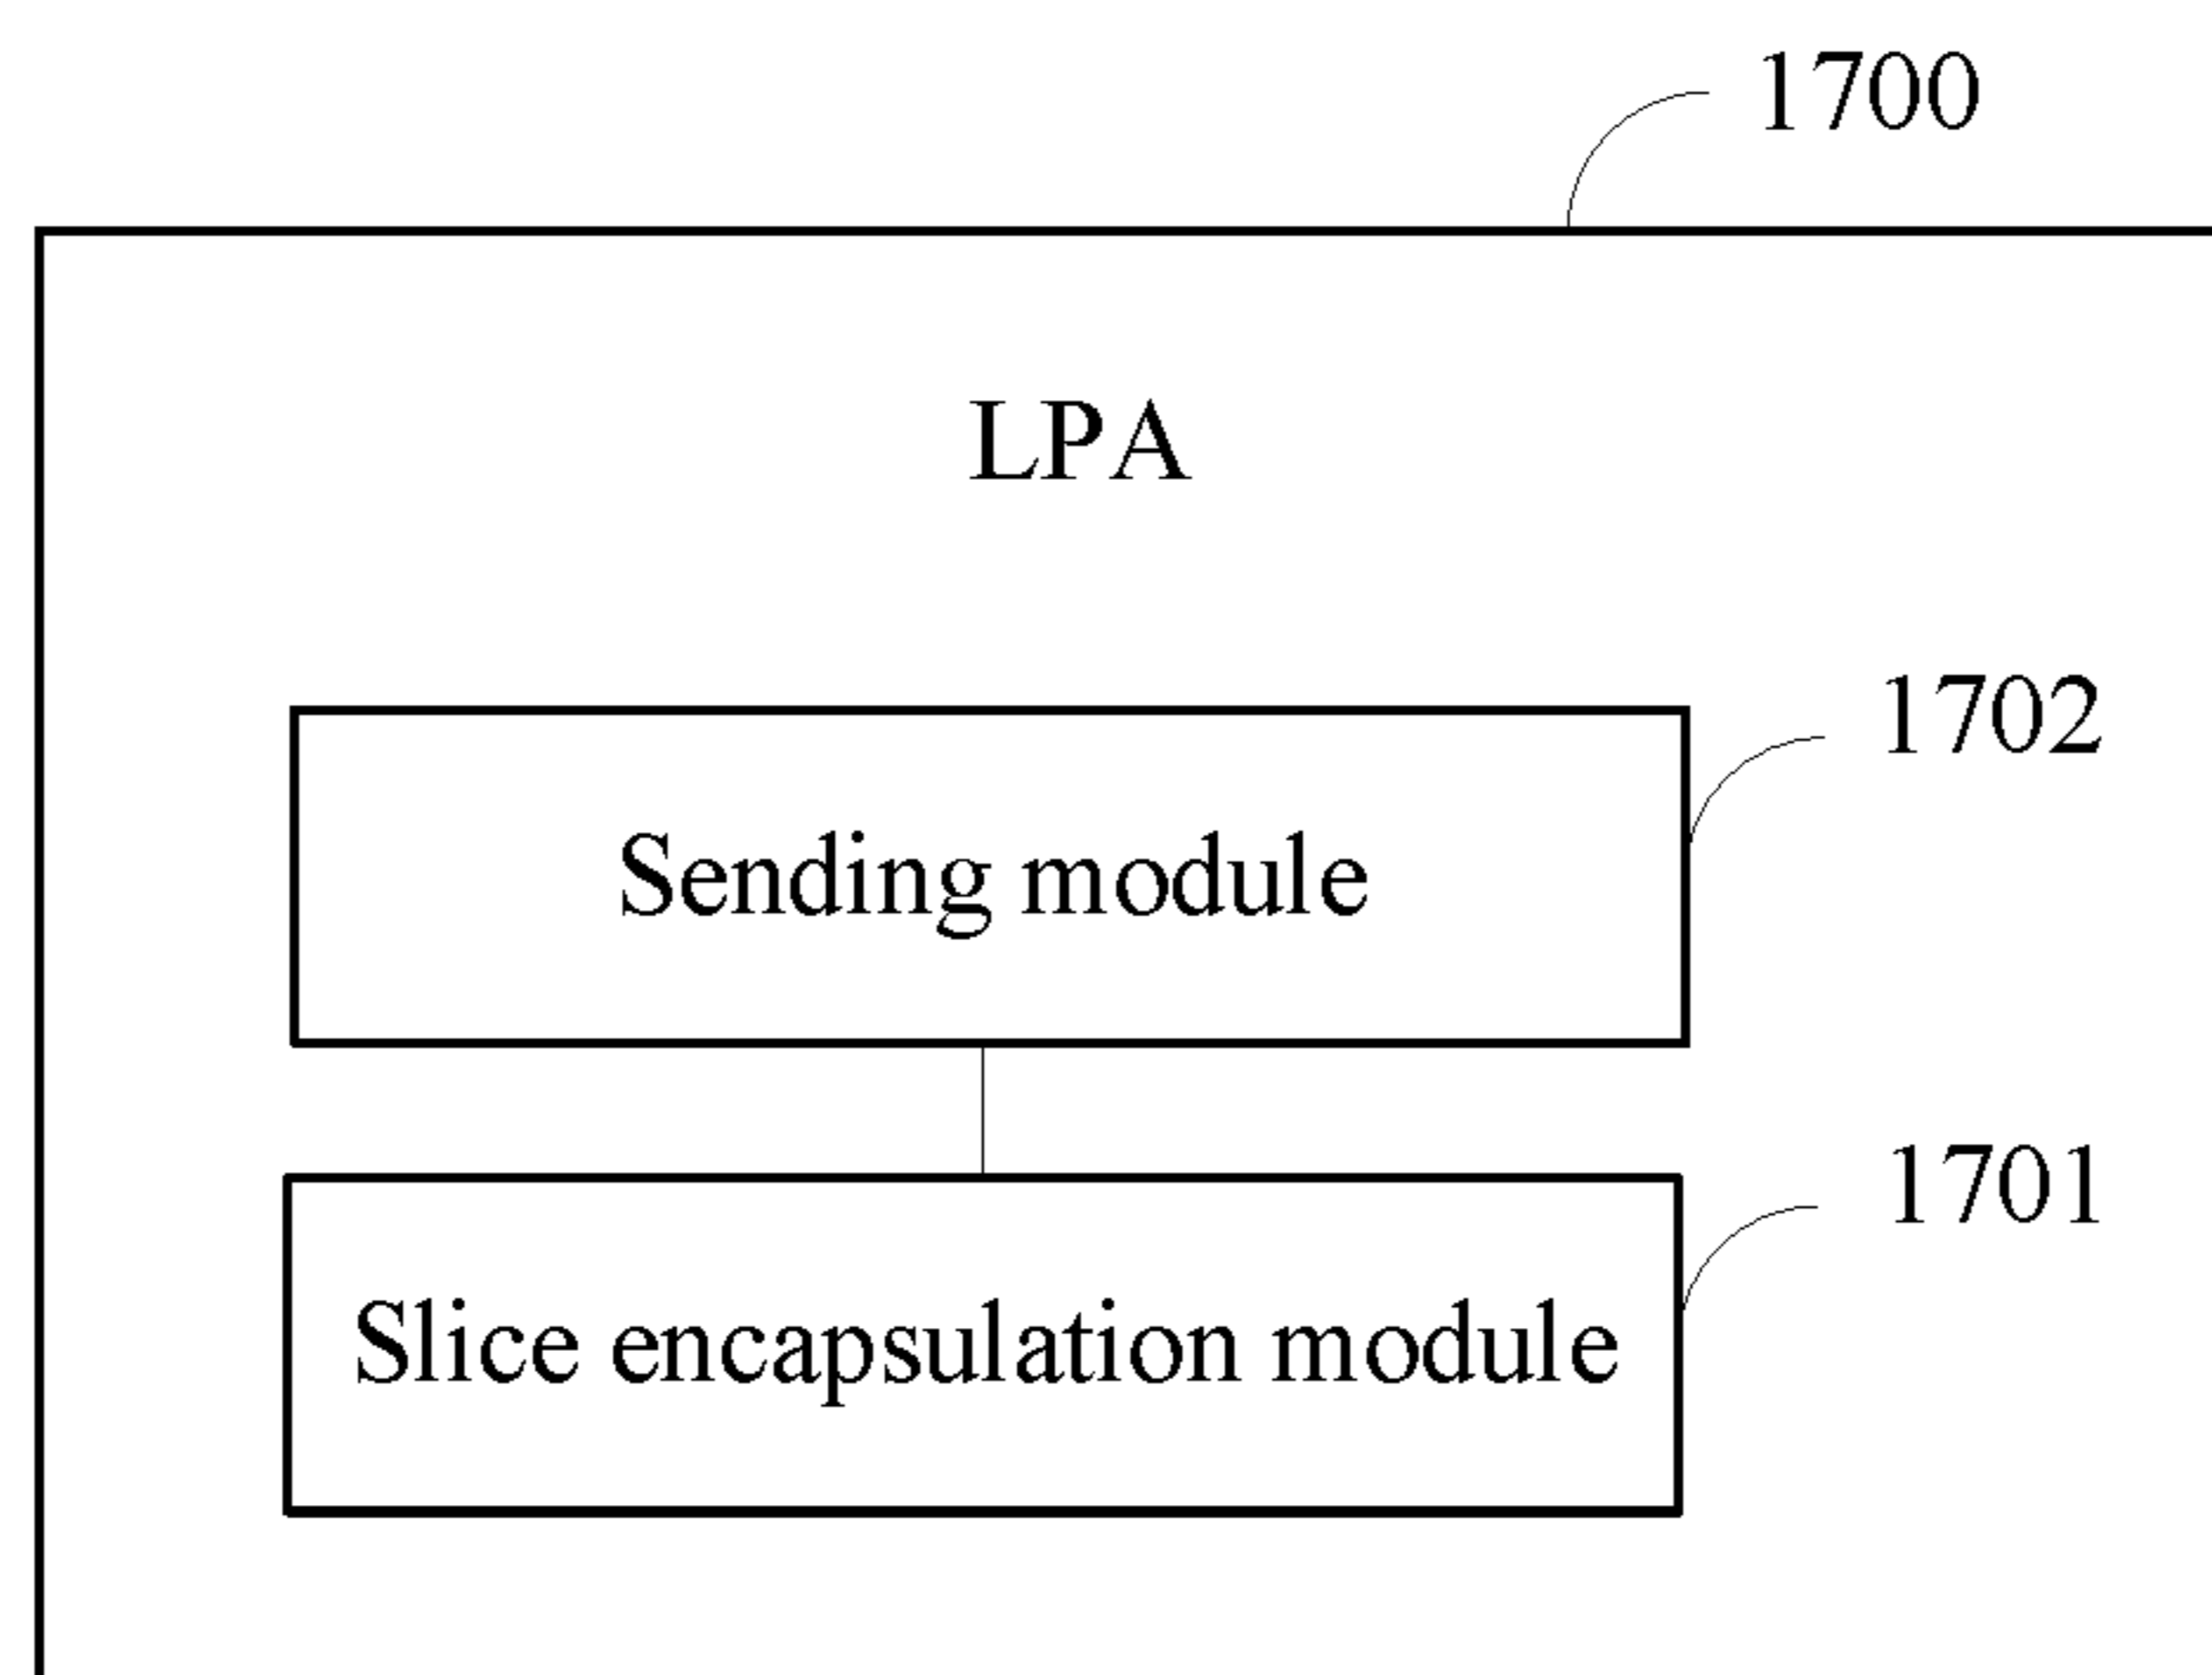 1700
LPA
1702
Sending module
1701
Slice encapsulation module